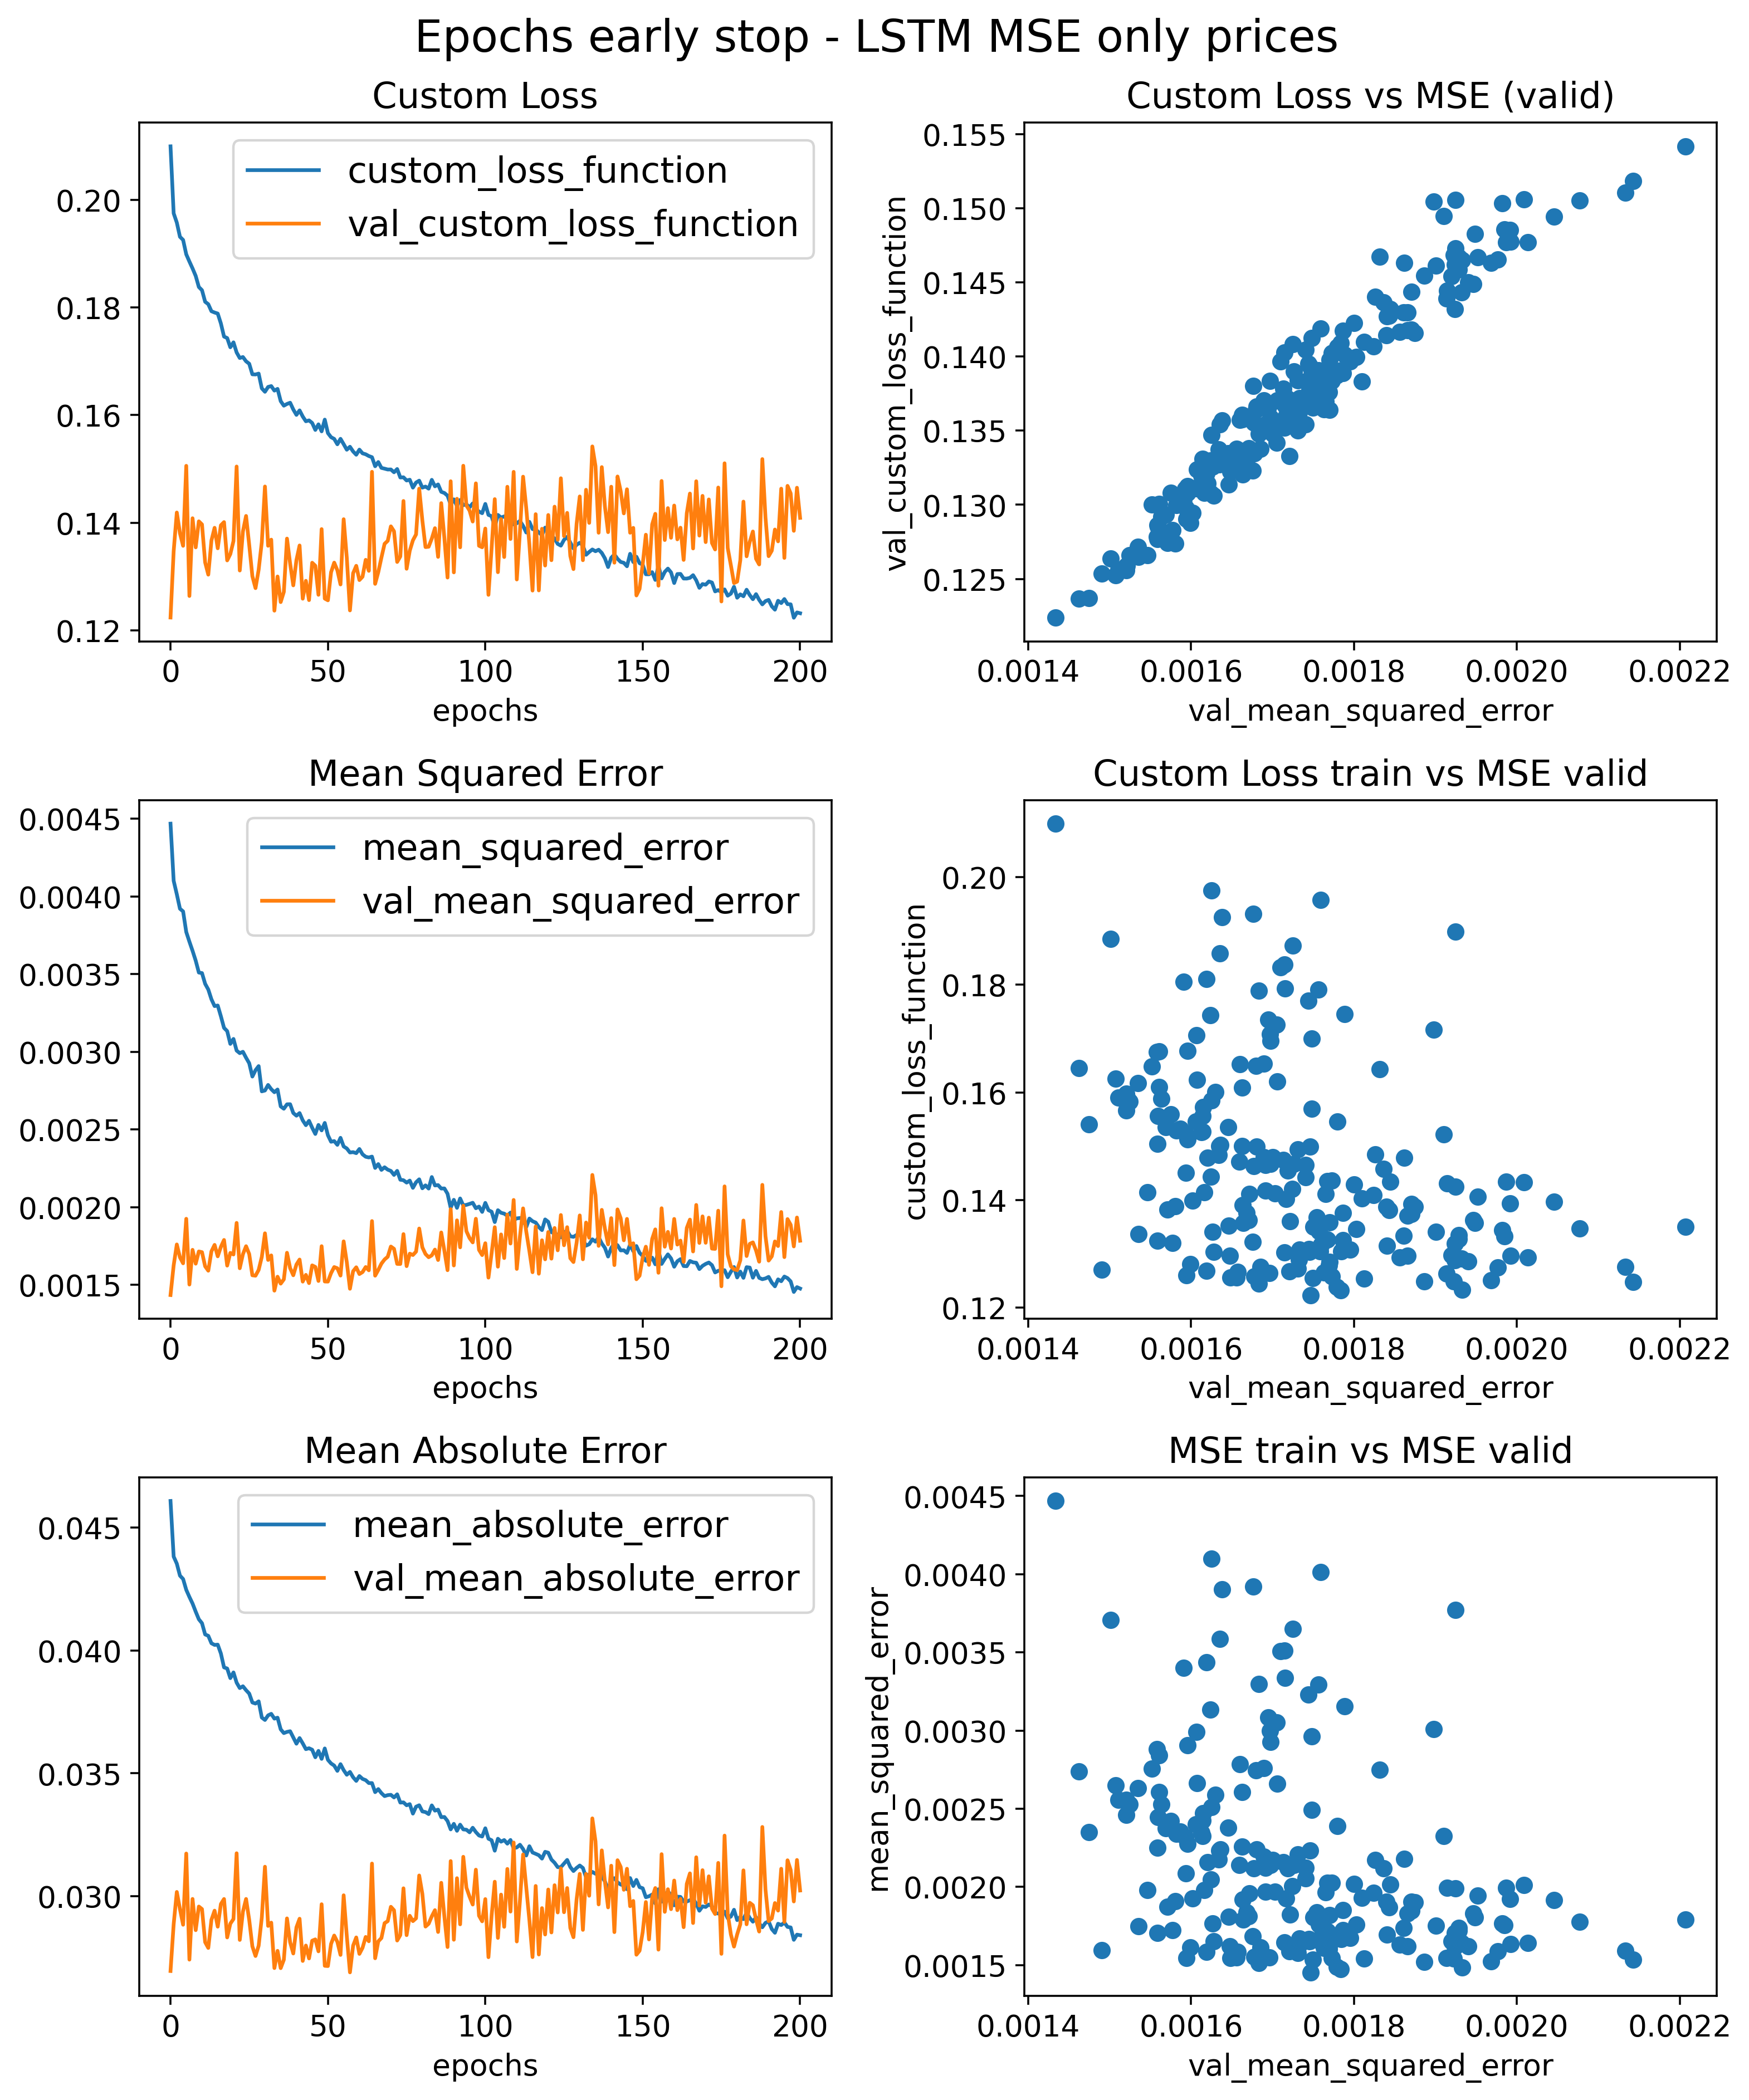 Epochs early stop - LSTM MSE only prices
Custom Loss
custom_loss_function
val_custom_loss_function
0.20
0.18
0.16
0.14
0.12
0
50
100
150
200
epochs
Custom Loss vs MSE (valid)
val_custom_loss_function
0.155
0.150
0.145
0.140
0.135
0.130
0.125
0.0014
0.0016
0.0018
0.0020
0.0022
val_mean_squared_error
Mean Squared Error
mean_squared_error
val_mean_squared_error
0.0045
0.0040
0.0035
0.0030
0.0025
0.0020
0.0015
0
50
100
150
200
epochs
Custom Loss train vs MSE valid
custom_loss_function
0.20
0.18
0.16
0.14
0.12
0.0014
0.0016
0.0018
0.0020
0.0022
val_mean_squared_error
Mean Absolute Error
mean_absolute_error
val_mean_absolute_error
0.045
0.040
0.035
0.030
0
50
100
150
200
epochs
MSE train vs MSE valid
mean_squared_error
0.0045
0.0040
0.0035
0.0030
0.0025
0.0020
0.0015
0.0014
0.0016
0.0018
0.0020
0.0022
val_mean_squared_error